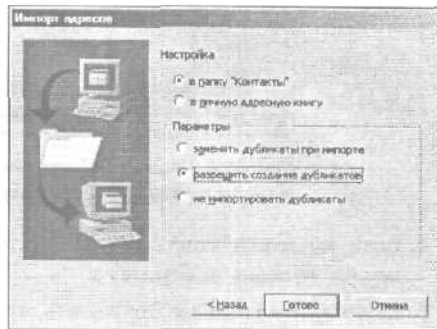 Импорт адресов
Настройка
в папку "Контакты"
в личную адресную книгу
Параметры
заменять дубликаты при импорте
разрешить создание дубликатов
не импортировать дубликаты
< Назад
Готово
Отмена